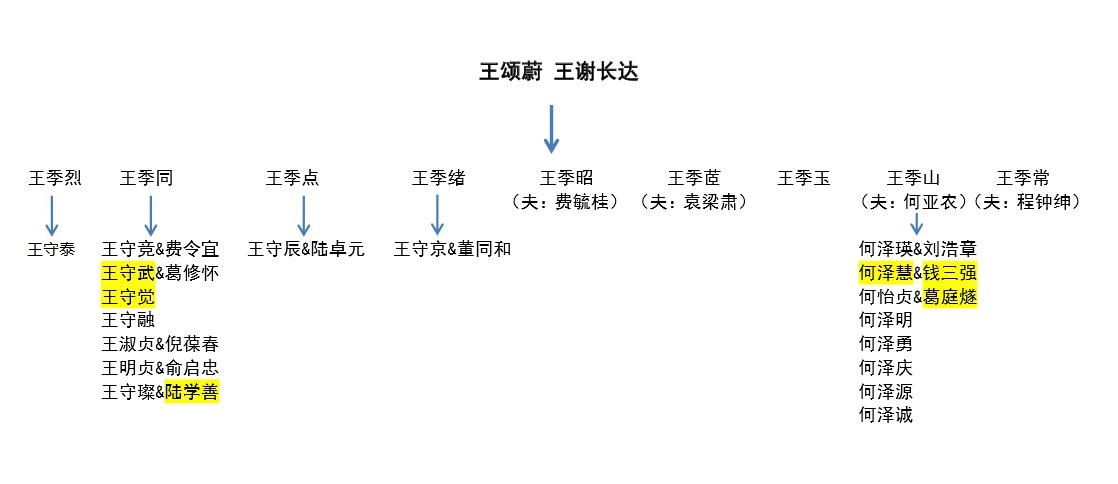 王颂蔚 王谢长达
王季烈 王季同 王季点 王季绪 王季昭 王季茝 王季玉 王季山 王季常
（夫：费毓桂） （夫：袁梁肃） （夫：何亚农） （夫：程钟绅）
王守泰 王守竞&费令宜 王守辰&陆卓元 王守京&董同和 何泽瑛&刘浩章
王守武&葛修怀 何泽慧&钱三强
王守觉 何怡贞&葛庭燧
王守融 何泽明
王淑贞&倪葆春 何泽勇
王明贞&俞启忠 何泽庆
王守璨&陆学善 何泽源
何泽诚